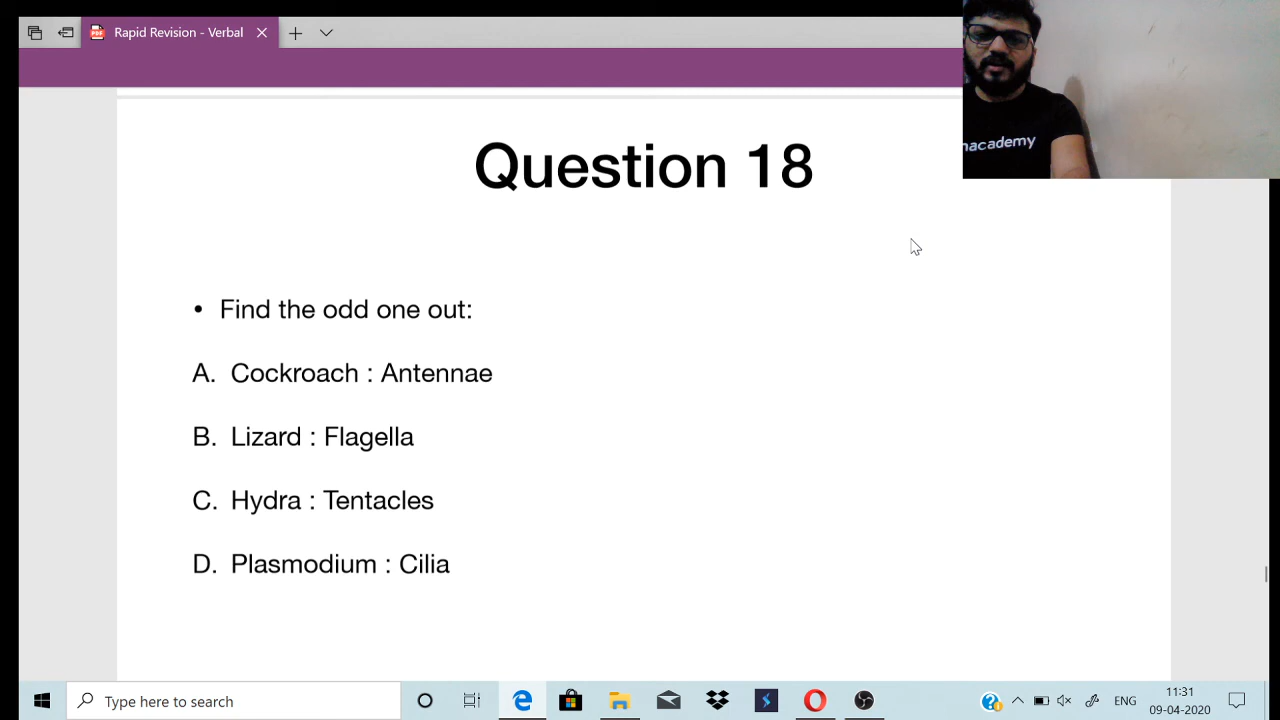 Rapid Revision - Verbal
nacademy
Question 18
• Find the odd one out:
A. Cockroach : Antennae
B. Lizard : Flagella
C. Hydra : Tentacles
D. Plasmodium : Cilia
Type here to search
ENG
11:31
09-04-2020